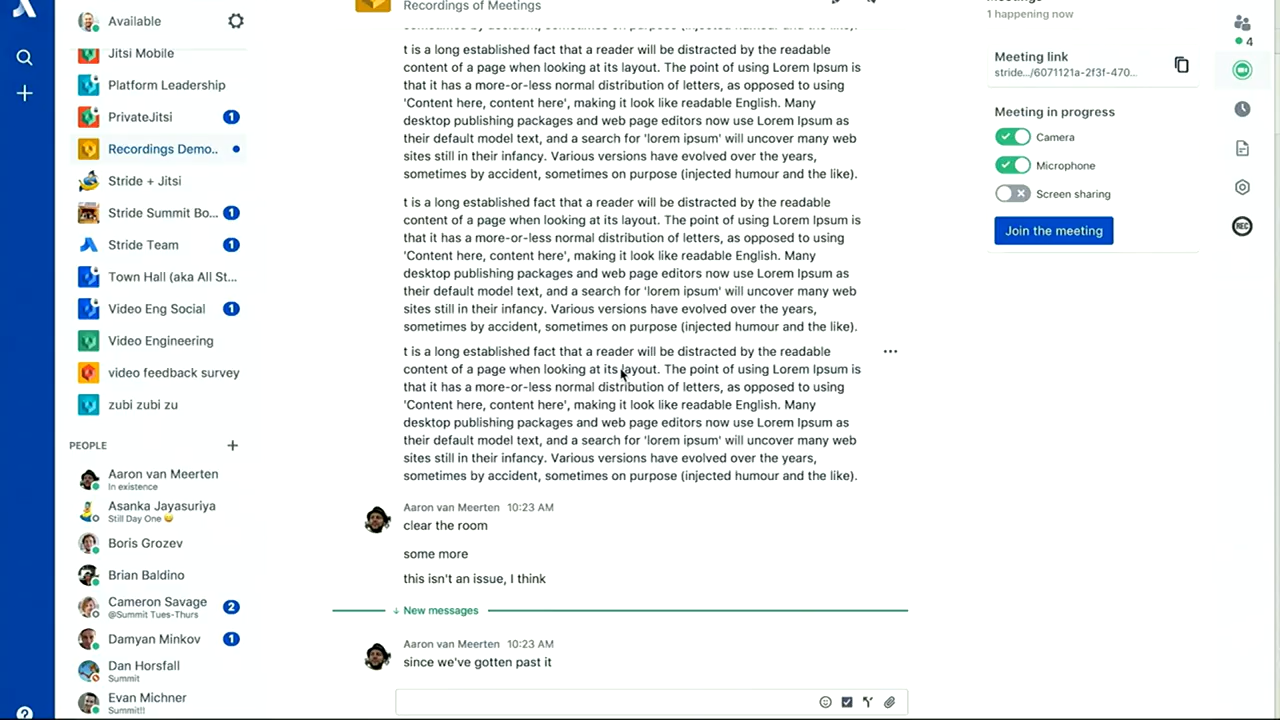 Available
Jitsi Mobile
Platform Leadership
PrivateJitsi 1
Recordings Demo..
Stride + Jitsi
Stride Summit Bo... 1
Stride Team 1
Town Hall (aka All St...
Video Eng Social 1
Video Engineering
video feedback survey
zubi zubi zu
PEOPLE
Aaron van Meerten
In existence
Asanka Jayasuriya
Still Day One 😄
Boris Grozev
Brian Baldino
Cameron Savage 2
@Summit Tues-Thurs
Damyan Minkov 1
Dan Horsfall
Summit
Evan Michner
Summit!!
Recordings of Meetings
t is a long established fact that a reader will be distracted by the readable
content of a page when looking at its layout. The point of using Lorem Ipsum is
that it has a more-or-less normal distribution of letters, as opposed to using
'Content here, content here', making it look like readable English. Many
desktop publishing packages and web page editors now use Lorem Ipsum as
their default model text, and a search for 'lorem ipsum' will uncover many web
sites still in their infancy. Various versions have evolved over the years,
sometimes by accident, sometimes on purpose (injected humour and the like).
t is a long established fact that a reader will be distracted by the readable
content of a page when looking at its layout. The point of using Lorem Ipsum is
that it has a more-or-less normal distribution of letters, as opposed to using
'Content here, content here', making it look like readable English. Many
desktop publishing packages and web page editors now use Lorem Ipsum as
their default model text, and a search for 'lorem ipsum' will uncover many web
sites still in their infancy. Various versions have evolved over the years,
sometimes by accident, sometimes on purpose (injected humour and the like).
t is a long established fact that a reader will be distracted by the readable
content of a page when looking at its layout. The point of using Lorem Ipsum is
that it has a more-or-less normal distribution of letters, as opposed to using
'Content here, content here', making it look like readable English. Many
desktop publishing packages and web page editors now use Lorem Ipsum as
their default model text, and a search for 'lorem ipsum' will uncover many web
sites still in their infancy. Various versions have evolved over the years,
sometimes by accident, sometimes on purpose (injected humour and the like).
Aaron van Meerten 10:23 AM
clear the room
some more
this isn't an issue, I think
New messages
Aaron van Meerten 10:23 AM
since we've gotten past it
1 happening now
Meeting link
stride.../6071121a-2f3f-470...
Meeting in progress
Camera
Microphone
Screen sharing
Join the meeting
4
REC